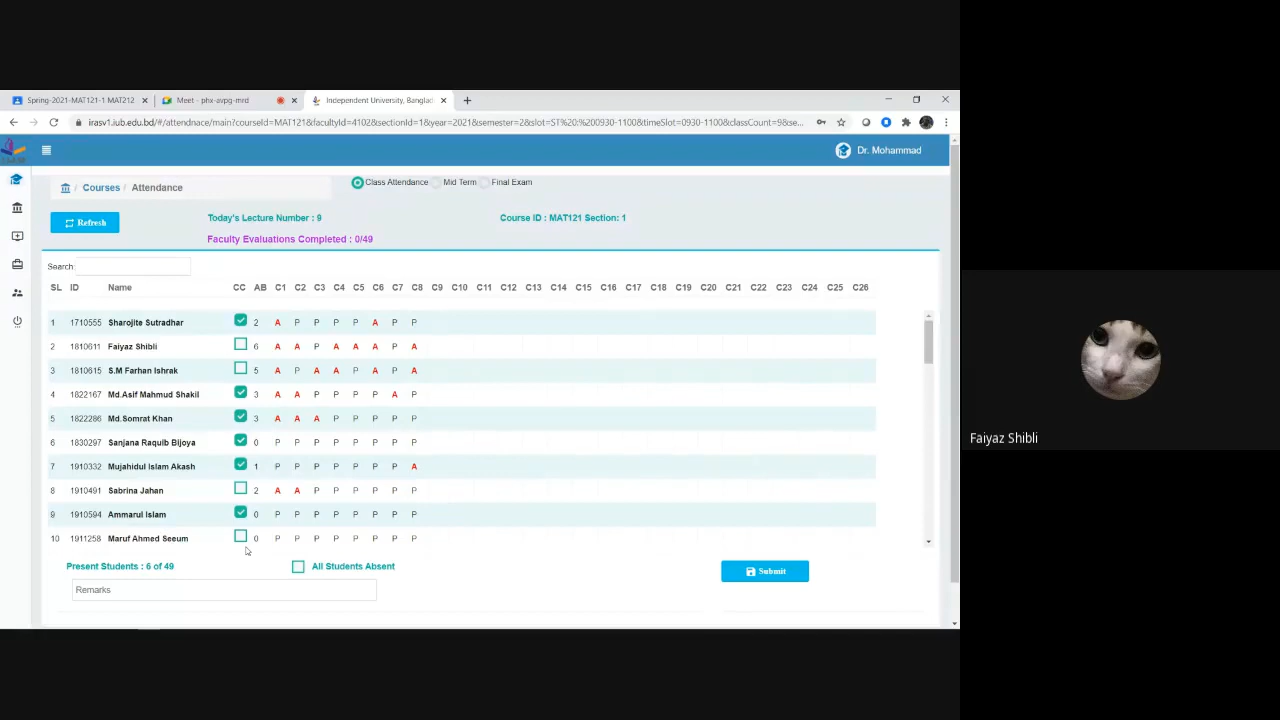 Spring-2021-MAT121-1 MAT212
Meet - phx-avpg-mrd
Independent University, Banglad
irasv1.iub.edu.bd/#/attendnace/main?courseId=MAT121&facultyId=4102&sectionId=1&year=2021&semester=2&slot=ST%20:%200930-1100&timeSlot=0930-1100&classCount=9&se...
Dr. Mohammad
Courses / Attendance
Class Attendance Mid Term Final Exam
Refresh
Today's Lecture Number : 9
Course ID : MAT121 Section: 1
Faculty Evaluations Completed : 0/49
Search:
SL ID Name CC AB C1 C2 C3 C4 C5 C6 C7 C8 C9 C10 C11 C12 C13 C14 C15 C16 C17 C18 C19 C20 C21 C22 C23 C24 C25 C26
1 1710555 Sharojite Sutradhar 2 A P P P P A P P
2 1810611 Faiyaz Shibli 6 A A P A A A P A
3 1810615 S.M Farhan Ishrak 5 A P A A P A P A
4 1822167 Md.Asif Mahmud Shakil 3 A A P P P P A P
5 1822286 Md.Somrat Khan 3 A A A P P P P P
6 1830297 Sanjana Raquib Bijoya 0 P P P P P P P P
7 1910332 Mujahidul Islam Akash 1 P P P P P P P A
8 1910491 Sabrina Jahan 2 A A P P P P P P
9 1910594 Ammarul Islam 0 P P P P P P P P
10 1911258 Maruf Ahmed Seeum 0 P P P P P P P P
Present Students : 6 of 49
All Students Absent
Submit
Remarks
Faiyaz Shibli